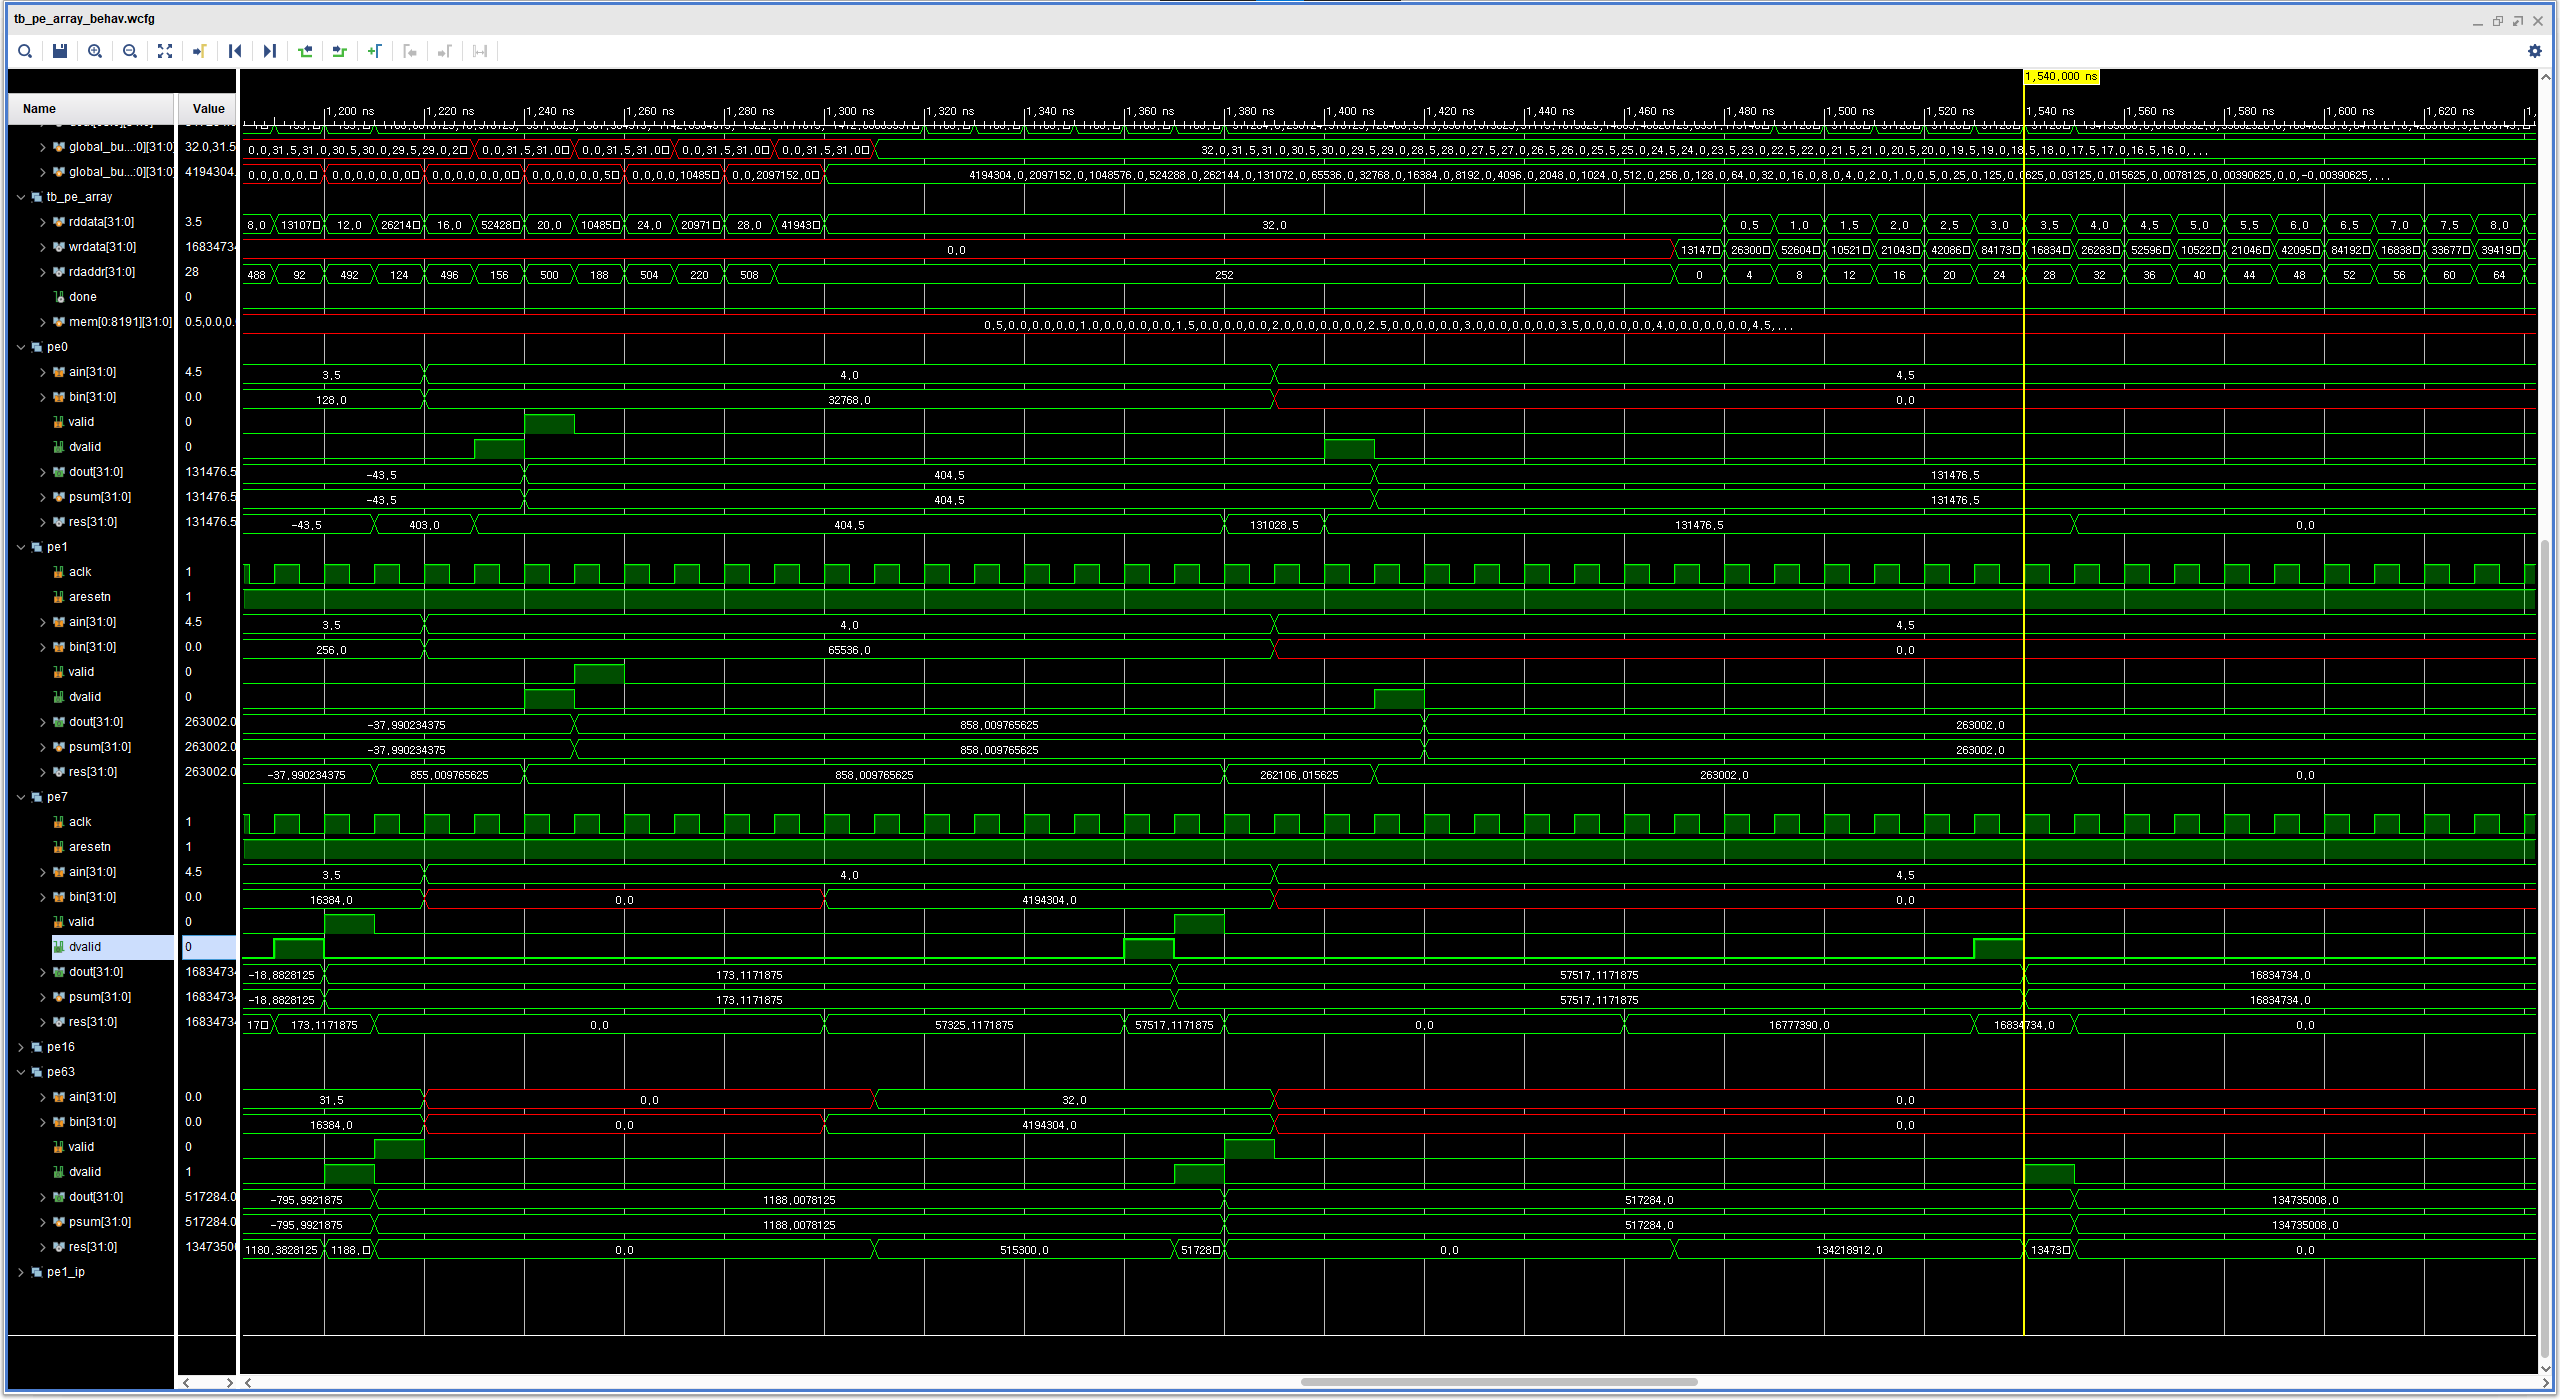 tb_pe_array_behav.wcfg
1,540,000 ns
Name Value
1,200 ns 1,220 ns 1,240 ns 1,260 ns 1,280 ns 1,300 ns 1,320 ns 1,340 ns 1,360 ns 1,380 ns 1,400 ns 1,420 ns 1,440 ns 1,460 ns 1,480 ns 1,500 ns 1,520 ns 1,540 ns 1,560 ns 1,580 ns 1,600 ns 1,620 ns
global_bu...:0][31:0] 32.0,31.5 0,0,31,5,31,0,30,5,30,0,29,5,29,0,2 0,0,31,5,31,0 0,0,31,5,31,0 0,0,31,5,31,0 0,0,31,5,31,0 32,0,31,5,31,0,30,5,30,0,29,5,29,0,28,5,28,0,27,5,27,0,26,5,26,0,25,5,25,0,24,5,24,0,23,5,23,0,22,5,22,0,21,5,21,0,20,5,20,0,19,5,19,0,18,5,18,0,17,5,17,0,16,5,16,0,...
global_bu...:0][31:0] 4194304. 0,0,0,0,0,0 0,0,0,0,0,0,0 0,0,0,0,0,0,0 0,0,0,0,0,0,5 0,0,0,0,10485 0,0,2097152,0 4194304,0,2097152,0,1048576,0,524288,0,262144,0,131072,0,65536,0,32768,0,16384,0,8192,0,4096,0,2048,0,1024,0,512,0,256,0,128,0,64,0,32,0,16,0,8,0,4,0,2,0,1,0,0,5,0,25,0,125,0,0625,0,03125,0,015625,0,0078125,0,00390625,0,0,-0,00390625,...
tb_pe_array
rddata[31:0] 3.5 8,0 13107 12,0 26214 16,0 52428 20,0 10485 24,0 20971 28,0 41943 32,0 0,5 1,0 1,5 2,0 2,5 3,0 3,5 4,0 4,5 5,0 5,5 6,0 6,5 7,0 7,5 8,0
wrdata[31:0] 16834734 0,0 13147 26300 52604 10521 21043 42086 84173 16834 26283 52596 10522 21046 42095 84192 16838 33677 39419
rdaddr[31:0] 28 488 92 492 124 496 156 500 188 504 220 508 252 0 4 8 12 16 20 24 28 32 36 40 44 48 52 56 60 64
done 0
mem[0:8191][31:0] 0.5,0.0,0. 0,5,0,0,0,0,0,0,1,0,0,0,0,0,0,0,1,5,0,0,0,0,0,0,2,0,0,0,0,0,0,0,2,5,0,0,0,0,0,0,3,0,0,0,0,0,0,0,3,5,0,0,0,0,0,0,4,0,0,0,0,0,0,0,4,5,...
pe0
ain[31:0] 4.5 3,5 4,0 4,5
bin[31:0] 0.0 128,0 32768,0 0,0
valid 0
dvalid 0
dout[31:0] 131476.5 -43,5 404,5 131476,5
psum[31:0] 131476.5 -43,5 404,5 131476,5
res[31:0] 131476.5 -43,5 403,0 404,5 131028,5 131476,5 0,0
pe1
aclk 1
aresetn 1
ain[31:0] 4.5 3,5 4,0 4,5
bin[31:0] 0.0 256,0 65536,0 0,0
valid 0
dvalid 0
dout[31:0] 263002.0 -37,990234375 858,009765625 263002,0
psum[31:0] 263002.0 -37,990234375 858,009765625 263002,0
res[31:0] 263002.0 -37,990234375 855,009765625 858,009765625 262106,015625 263002,0 0,0
pe7
aclk 1
aresetn 1
ain[31:0] 4.5 3,5 4,0 4,5
bin[31:0] 0.0 16384,0 0,0 4194304,0 0,0
valid 0
dvalid 0
dout[31:0] 16834734 -18,8828125 173,1171875 57517,1171875 16834734,0
psum[31:0] 16834734 -18,8828125 173,1171875 57517,1171875 16834734,0
res[31:0] 16834734 17 173,1171875 0,0 57325,1171875 57517,1171875 0,0 16777390,0 16834734,0 0,0
pe16
pe63
ain[31:0] 0.0 31,5 0,0 32,0 0,0
bin[31:0] 0.0 16384,0 0,0 4194304,0 0,0
valid 0
dvalid 1
dout[31:0] 517284.0 -795,9921875 1188,0078125 517284,0 134735008,0
psum[31:0] 517284.0 -795,9921875 1188,0078125 517284,0 134735008,0
res[31:0] 1347350 1180,3828125 1188, 0,0 515300,0 51728 0,0 134218912,0 13473 0,0
pe1_ip